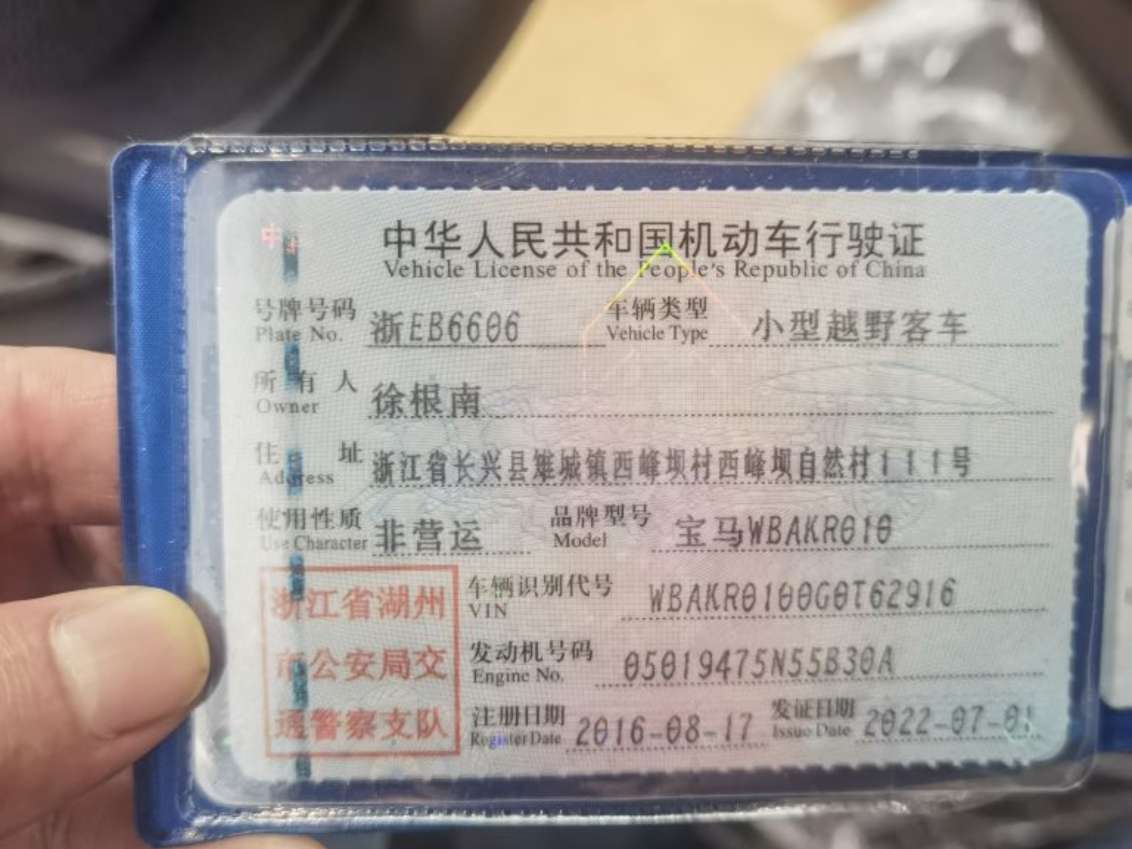 中华人民共和国机动车行驶证
Vehicle License of the People's Republic of China
号牌号码 浙EB6606 车辆类型 小型越野客车
Plate No. Vehicle Type
所有人 徐根南
Owner
住址 浙江省长兴县雉城镇西峰坝村西峰坝自然村111号
Address
使用性质 非营运 品牌型号 宝马WBAKR010
Use Character Model
浙江省湖州 车辆识别代号 WBAKR0100G0T62916
VIN
市公安局交 发动机号码 05019475N55B30A
Engine No.
通警察支队 注册日期 2016-08-17 发证日期 2022-07-01
Register Date Issue Date